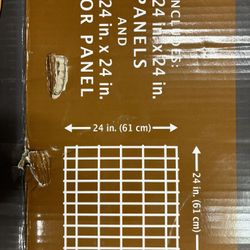 NCLUDES:
24 in. x 24 in.
PANELS
AND
24 in. x 24 in.
OR PANEL
24 in. (61 cm)
24 in. (61 cm)